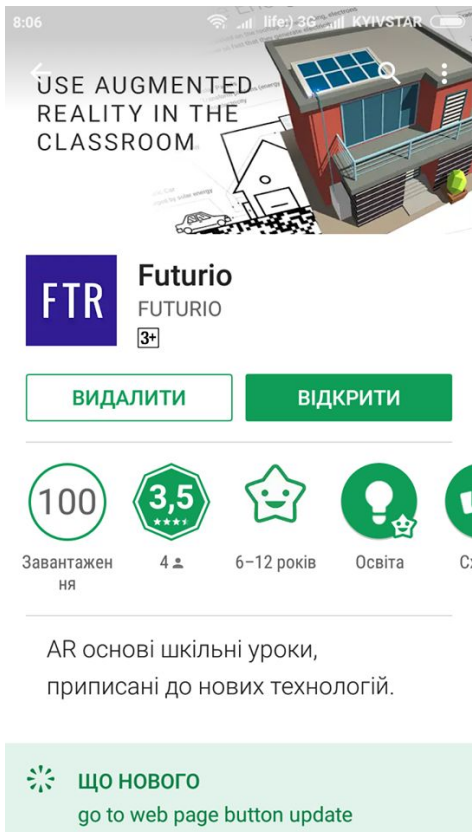 8:06 life:) 3G KYIVSTAR
USE AUGMENTED
REALITY IN THE
CLASSROOM
FTR
Futurio
FUTURIO
3+
ВИДАЛИТИ ВІДКРИТИ
100 3,5
Завантажен
ня
4 6–12 років Освіта
AR основі шкільні уроки,
приписані до нових технологій.
ЩО НОВОГО
go to web page button update